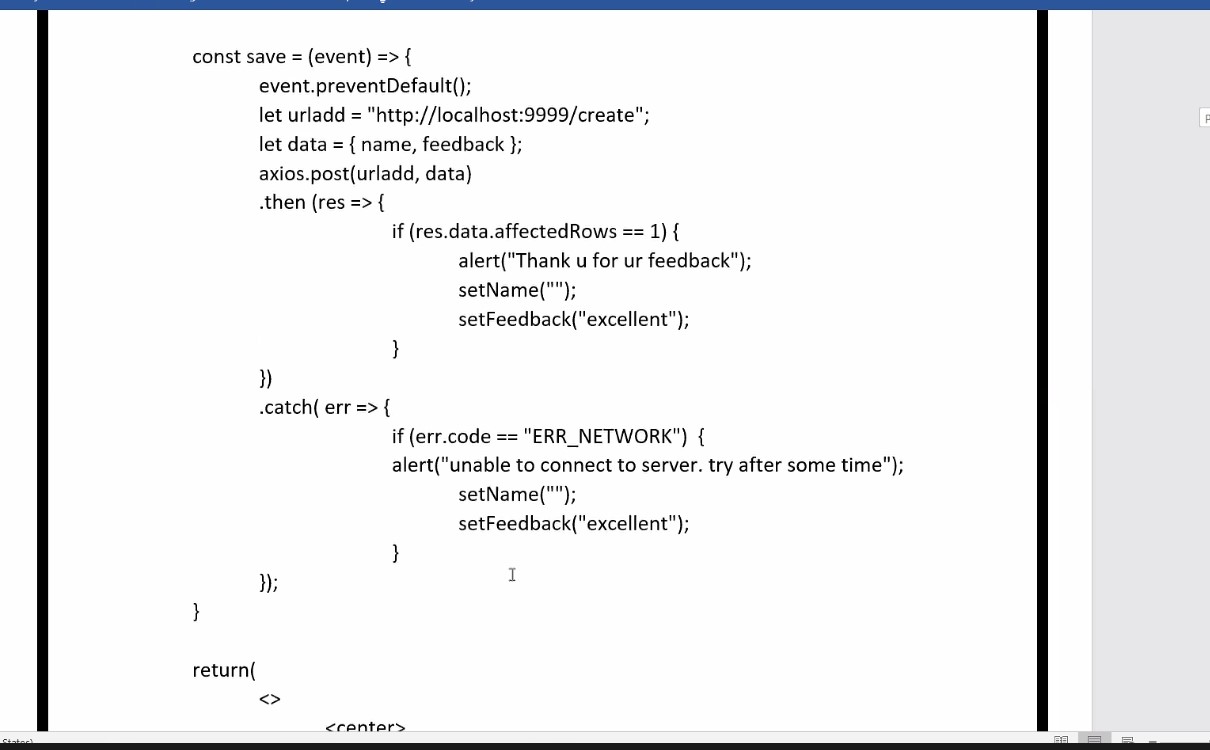 const save = (event) => {
event.preventDefault();
let urladd = "http://localhost:9999/create";
let data = { name, feedback };
axios.post(urladd, data)
.then (res => {
if (res.data.affectedRows == 1) {
alert("Thank u for ur feedback");
setName("");
setFeedback("excellent");
}
})
.catch( err => {
if (err.code == "ERR_NETWORK")  {
alert("unable to connect to server. try after some time");
setName("");
setFeedback("excellent");
}
});
}
return(
<>
<center>
States)